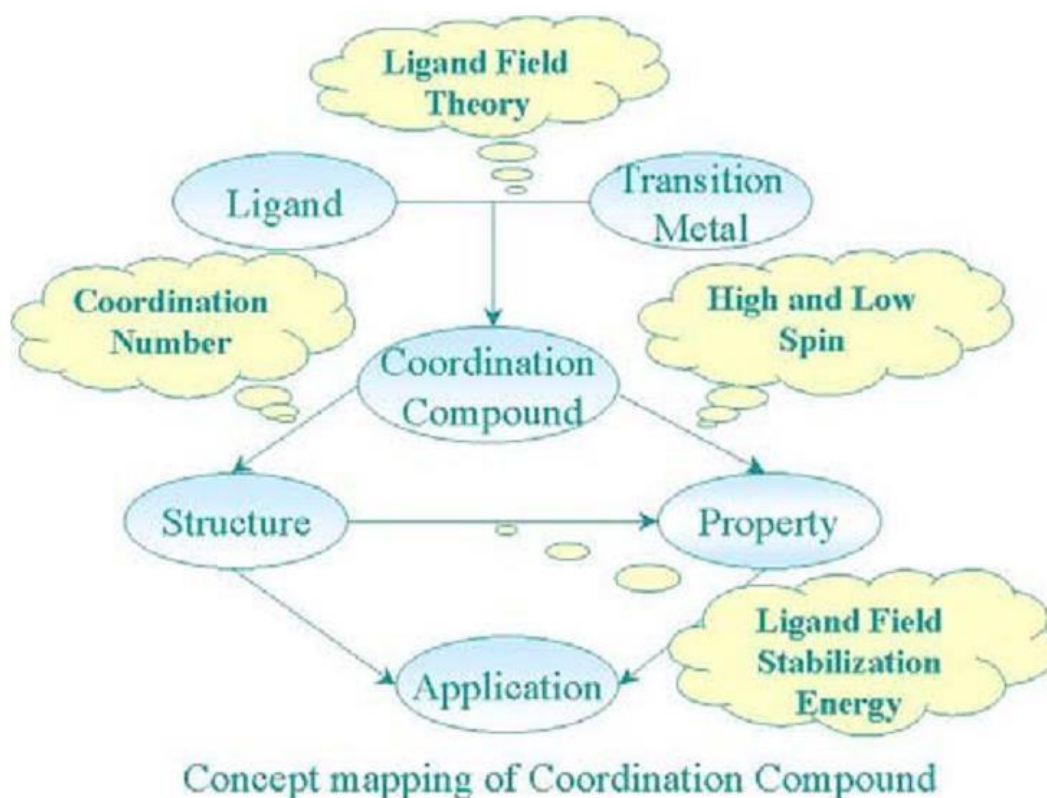 Ligand Field
Theory
Ligand
Transition
Metal
Coordination
Number
High and Low
Spin
Coordination
Compound
Structure
Property
Ligand Field
Stabilization
Energy
Application
Concept mapping of Coordination Compound